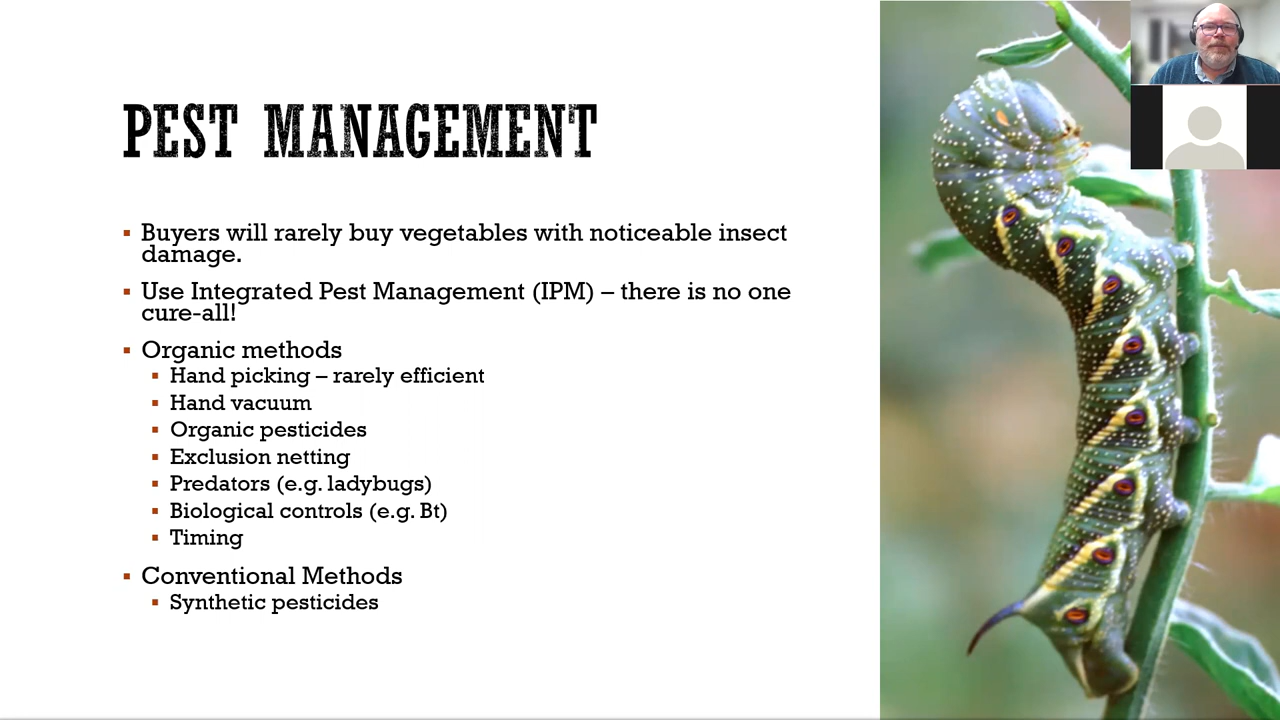 PEST MANAGEMENT
Buyers will rarely buy vegetables with noticeable insect
damage.
Use Integrated Pest Management (IPM) – there is no one
cure-all!
Organic methods
Hand picking – rarely efficient
Hand vacuum
Organic pesticides
Exclusion netting
Predators (e.g. ladybugs)
Biological controls (e.g. Bt)
Timing
Conventional Methods
Synthetic pesticides